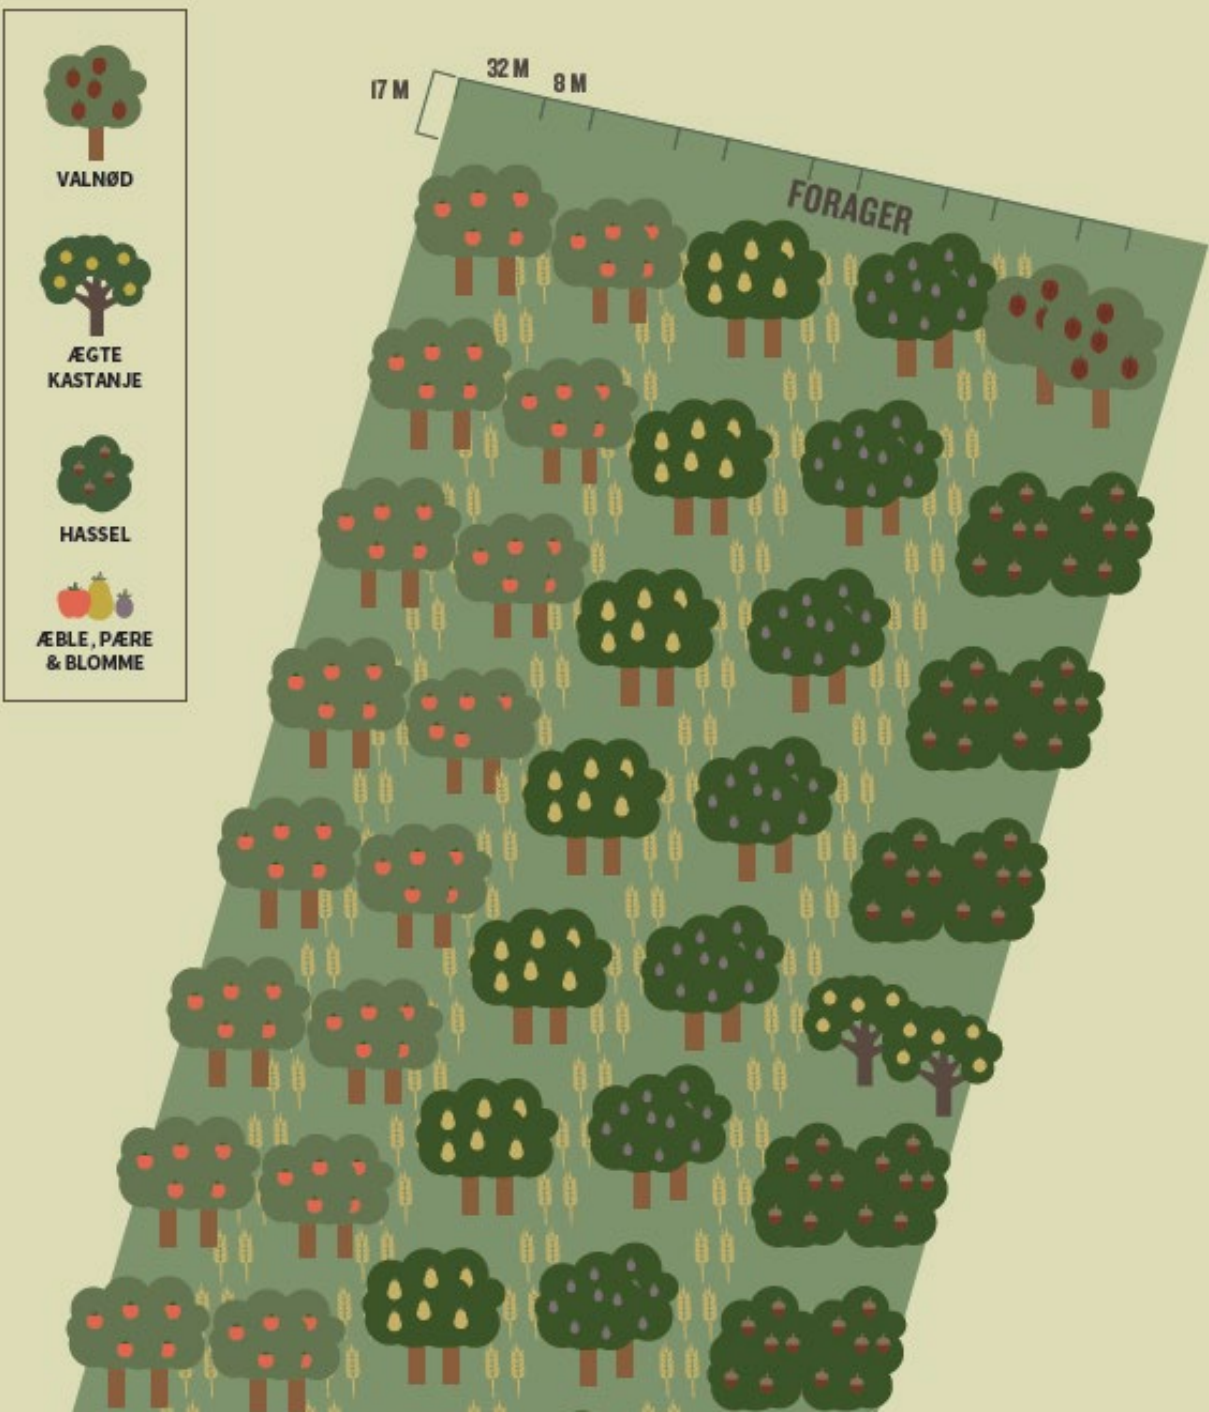 VALNØD
ÆGTE
KASTANJE
HASSEL
ÆBLE, PÆRE
& BLOMME
17 M
32 M
8 M
FORAGER